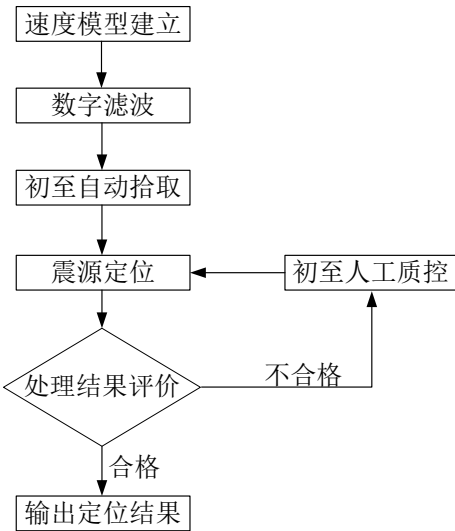 速度模型建立
数字滤波
初至自动拾取
震源定位
初至人工质控
处理结果评价
不合格
合格
输出定位结果